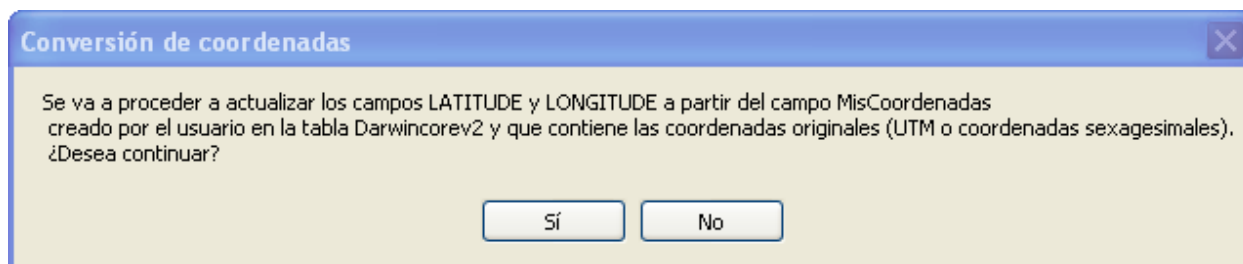 Conversión de coordenadas
Se va a proceder a actualizar los campos LATITUDE y LONGITUDE a partir del campo MisCoordenadas
creado por el usuario en la tabla Darwincorev2 y que contiene las coordenadas originales (UTM o coordenadas sexagesimales).
¿Desea continuar?
Sí No